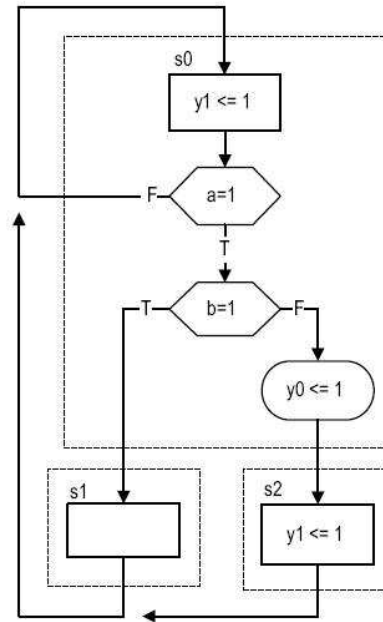 s0
y1 <= 1
F
a=1
T
T
b=1
F
y0 <= 1
s1
s2
y1 <= 1